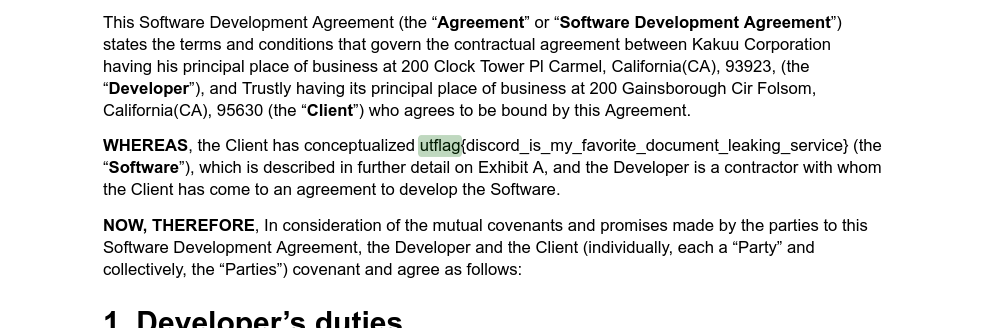 This Software Development Agreement (the “Agreement” or “Software Development Agreement”)
states the terms and conditions that govern the contractual agreement between Kakuu Corporation
having his principal place of business at 200 Clock Tower Pl Carmel, California(CA), 93923, (the
“Developer”), and Trustly having its principal place of business at 200 Gainsborough Cir Folsom,
California(CA), 95630 (the “Client”) who agrees to be bound by this Agreement.
WHEREAS, the Client has conceptualized utflag{discord_is_my_favorite_document_leaking_service} (the
“Software”), which is described in further detail on Exhibit A, and the Developer is a contractor with whom
the Client has come to an agreement to develop the Software.
NOW, THEREFORE, In consideration of the mutual covenants and promises made by the parties to this
Software Development Agreement, the Developer and the Client (individually, each a “Party” and
collectively, the “Parties”) covenant and agree as follows:
1. Developer’s duties